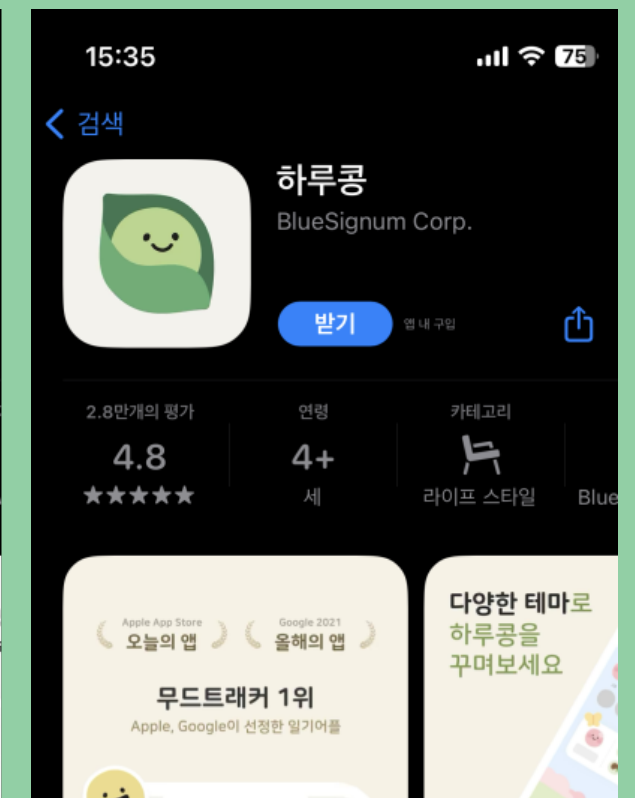 15:35
75
검색
하루콩
BlueSignum Corp.
받기
앱 내 구입
2.8만개의 평가
연령
카테고리
4.8
4+
★★★★★
세
라이프 스타일
Blue
Apple App Store
오늘의 앱
Google 2021
올해의 앱
무드트래커 1위
Apple, Google이 선정한 일기어플
다양한 테마로
하루콩을
꾸며보세요